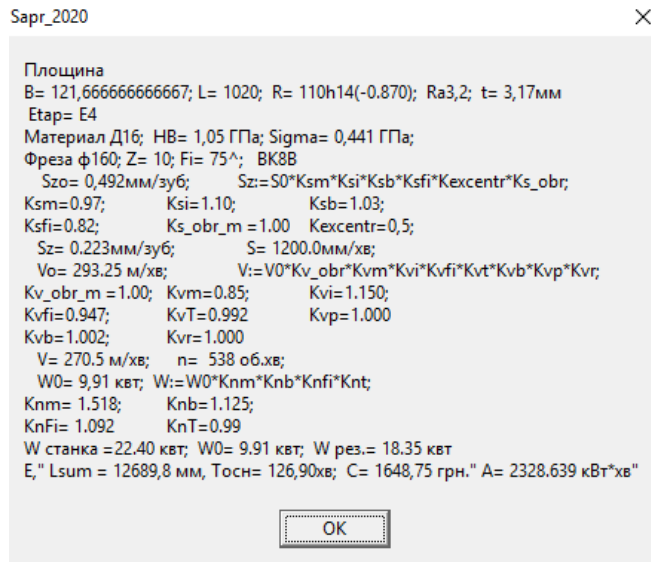 Sapr_2020
Площина
B= 121,666666666667; L= 1020; R= 110h14(-0.870); Ra3,2; t= 3,17мм
Etap= E4
Материал Д16; HB= 1,05 ГПа; Sigma= 0,441 ГПа;
Фреза ф160; Z= 10; Fi= 75^; ВК8В
Szo= 0,492мм/зуб; Sz:=S0*Ksm*Ksi*Ksb*Ksfi*Kexcentr*Ks_obr;
Ksm=0.97; Ksi=1.10; Ksb=1.03;
Ksfi=0.82; Ks_obr_m =1.00 Kexcentr=0,5;
Sz= 0.223мм/зуб; S= 1200.0мм/хв;
Vo= 293.25 м/хв; V:=V0*Kv_obr*Kvm*Kvi*Kvfi*Kvt*Kvb*Kvp*Kvr;
Kv_obr_m =1.00; Kvm=0.85; Kvi=1.150;
Kvfi=0.947; KvT=0.992 Kvp=1.000
Kvb=1.002; Kvr=1.000
V= 270.5 м/хв; n= 538 об.хв;
W0= 9,91 квт; W:=W0*Knm*Knb*Knfi*Knt;
Knm= 1.518; Knb=1.125;
KnFi= 1.092 KnT=0.99
W станка =22.40 квт; W0= 9.91 квт; W рез.= 18.35 квт
E," Lsum = 12689,8 мм, Tосн= 126,90хв; C= 1648,75 грн." A= 2328.639 кВт*хв"
OK